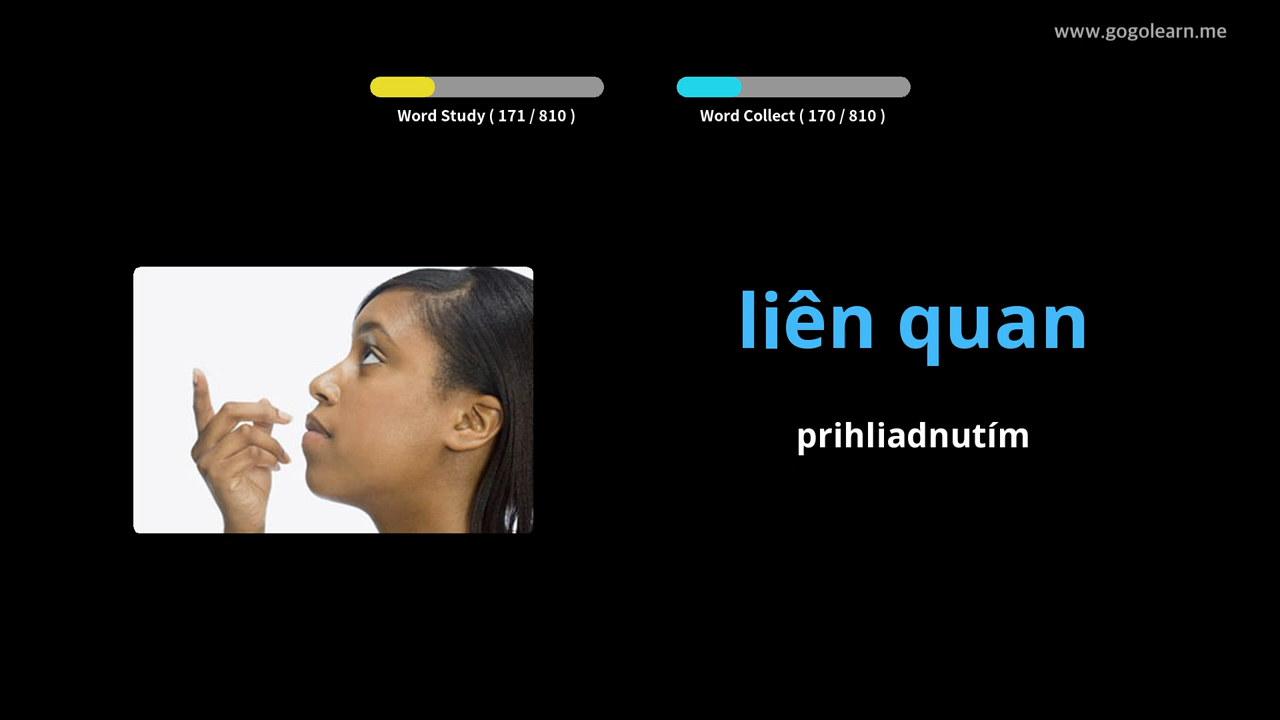 www.gogolearn.me
Word Study ( 171 / 810 )
Word Collect ( 170 / 810 )
liên quan
prihliadnutím